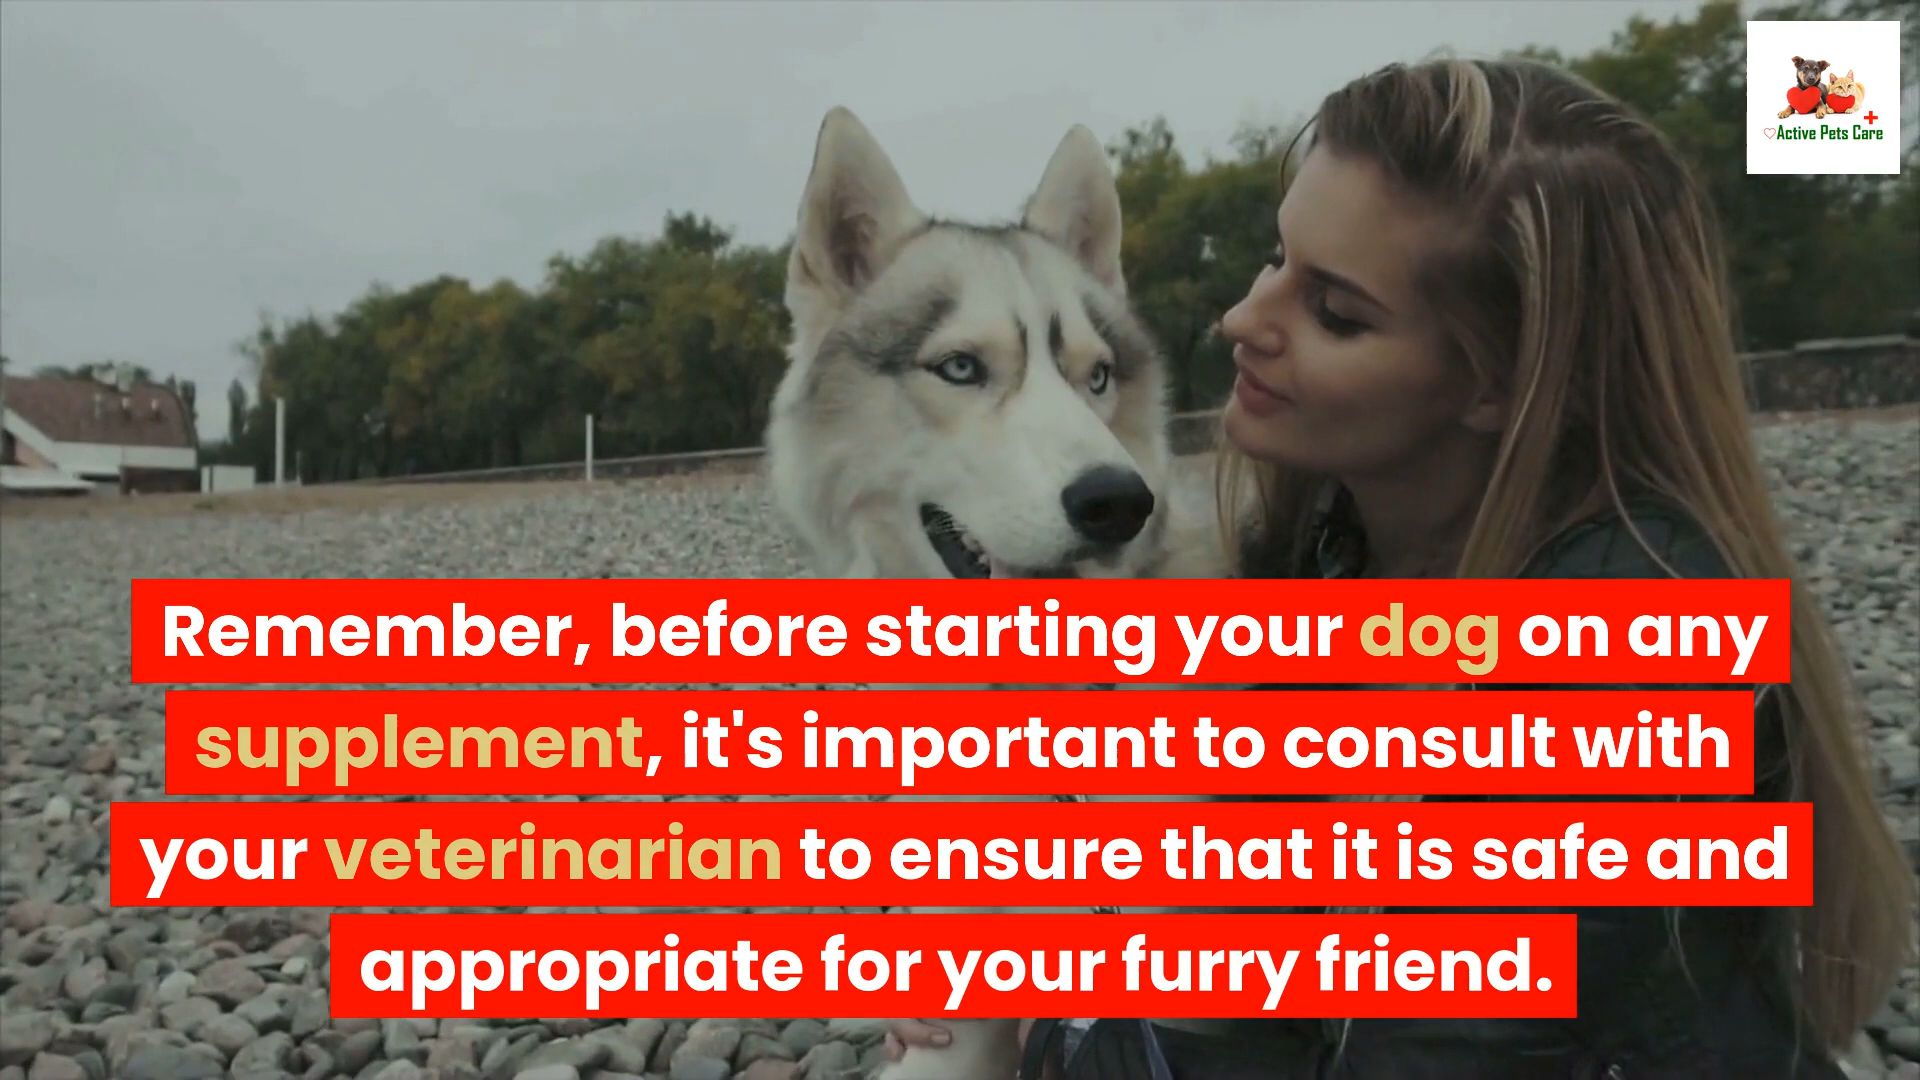 Active Pets Care
Remember, before starting your dog on any
supplement, it's important to consult with
your veterinarian to ensure that it is safe and
appropriate for your furry friend.